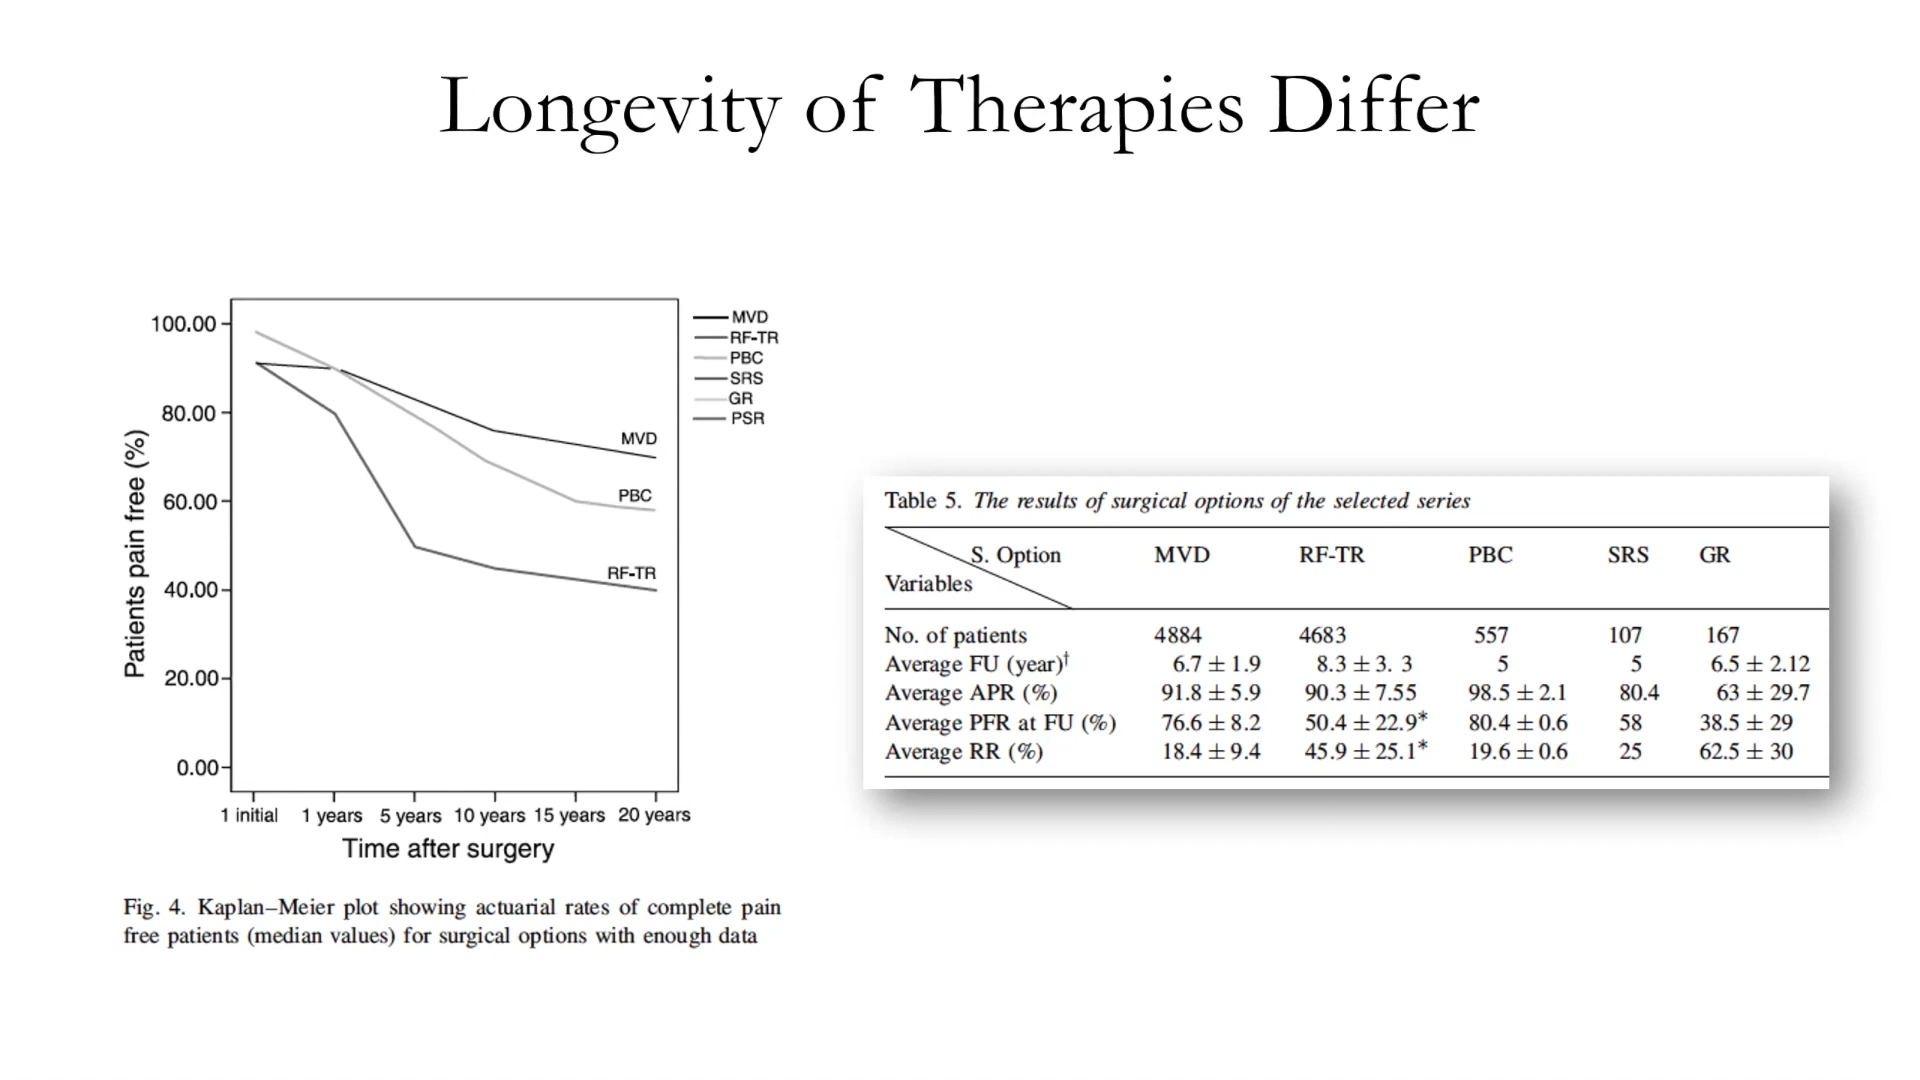 Longevity of Therapies Differ
100.00
80.00
60.00
40.00
20.00
0.00
Patients pain free (%)
MVD
PBC
RF-TR
1 initial 1 years 5 years 10 years 15 years 20 years
Time after surgery
MVD
RF-TR
PBC
SRS
GR
PSR
Fig. 4. Kaplan–Meier plot showing actuarial rates of complete pain
free patients (median values) for surgical options with enough data
Table 5. The results of surgical options of the selected series
S. Option MVD RF-TR PBC SRS GR
Variables
No. of patients 4884 4683 557 107 167
Average FU (year)† 6.7 ± 1.9 8.3 ± 3. 3 5 5 6.5 ± 2.12
Average APR (%) 91.8 ± 5.9 90.3 ± 7.55 98.5 ± 2.1 80.4 63 ± 29.7
Average PFR at FU (%) 76.6 ± 8.2 50.4 ± 22.9* 80.4 ± 0.6 58 38.5 ± 29
Average RR (%) 18.4 ± 9.4 45.9 ± 25.1* 19.6 ± 0.6 25 62.5 ± 30